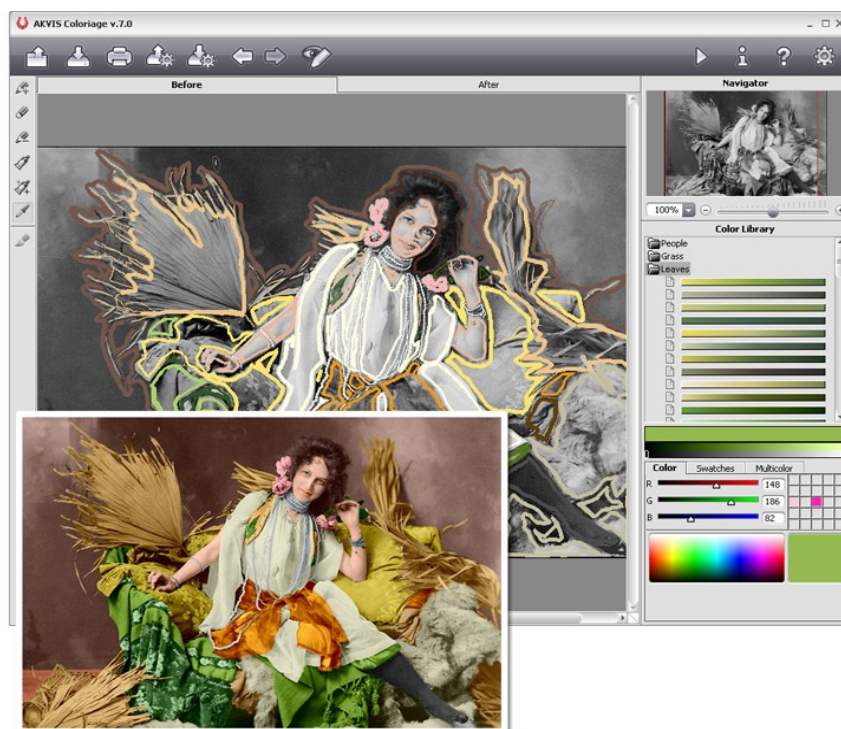 AKVIS Coloriage v.7.0
Before
After
Navigator
100%
Color Library
People
Grass
Leaves
Color
Swatches
Multicolor
R 148
G 186
B 82